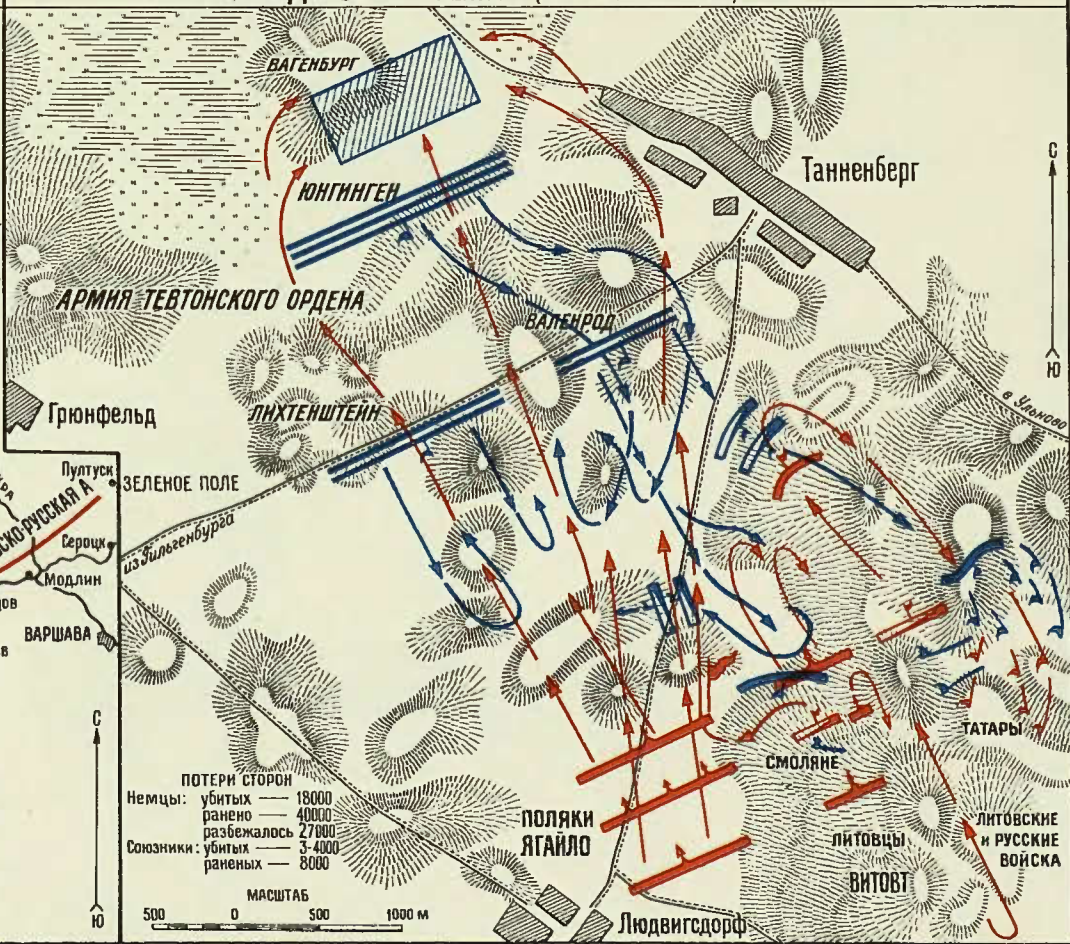 ВАГЕНБУРГ
Танненберг
С
Ю
ЮНГИНГЕН
АРМИЯ ТЕВТОНСКОГО ОРДЕНА
ВАЛЕНРОД
ЛИХТЕНШТЕЙН
Грюнфельд
в Ульново
Пултуск
ЗЕЛЕНОЕ ПОЛЕ
СКО-РУССКАЯ А
Сероцк
из Гильгенбурга
Модлин
ВАРШАВА
С
Ю
ТАТАРЫ
СМОЛЯНЕ
ПОТЕРИ СТОРОН
Немцы: убитых — 18000
ранено — 40000
разбежалось 27000
Союзники: убитых — 3-4000
раненых — 8000
ПОЛЯКИ
ЯГАЙЛО
ЛИТОВЦЫ
ВИТОВТ
ЛИТОВСКИЕ
и РУССКИЕ
ВОЙСКА
МАСШТАБ
500 0 500 1000 м
Людвигсдорф